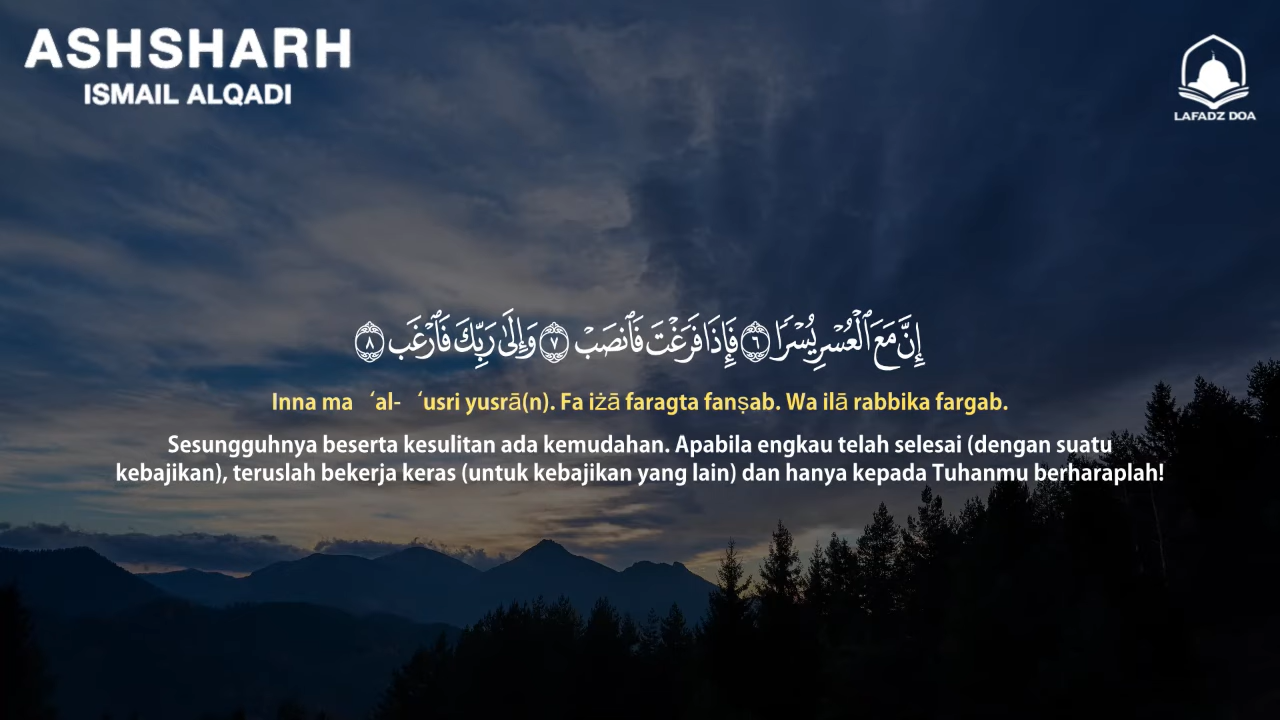 ASHSHARH
ISMAIL ALQADI
LAFADZ DOA
إِنَّ مَعَ ٱلْعُسْرِ يُسْرًا ٦ فَإِذَا فَرَغْتَ فَٱنصَبْ ٧ وَإِلَىٰ رَبِّكَ فَٱرْغَب ٨
Inna ma‘al-‘usri yusrā(n). Fa iżā faragta fanṣab. Wa ilā rabbika fargab.
Sesungguhnya beserta kesulitan ada kemudahan. Apabila engkau telah selesai (dengan suatu
kebajikan), teruslah bekerja keras (untuk kebajikan yang lain) dan hanya kepada Tuhanmu berharaplah!